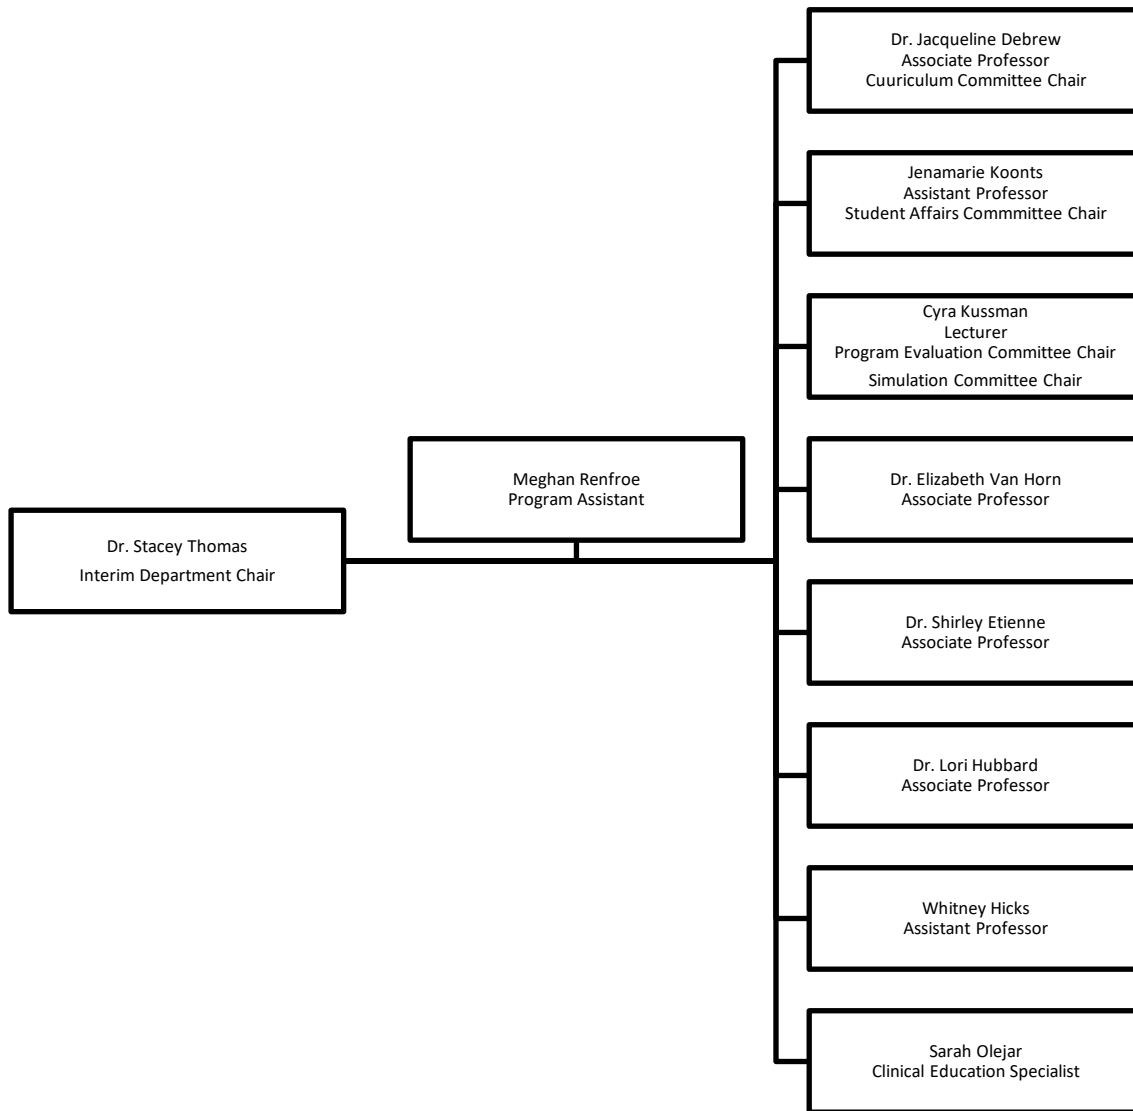 Dr. Stacey Thomas
Interim Department Chair
Meghan Renfroe
Program Assistant
Dr. Jacqueline Debrew
Associate Professor
Cuuriculum Committee Chair
Jenamarie Koonts
Assistant Professor
Student Affairs Commmittee Chair
Cyra Kussman
Lecturer
Program Evaluation Committee Chair
Simulation Committee Chair
Dr. Elizabeth Van Horn
Associate Professor
Dr. Shirley Etienne
Associate Professor
Dr. Lori Hubbard
Associate Professor
Whitney Hicks
Assistant Professor
Sarah Olejar
Clinical Education Specialist